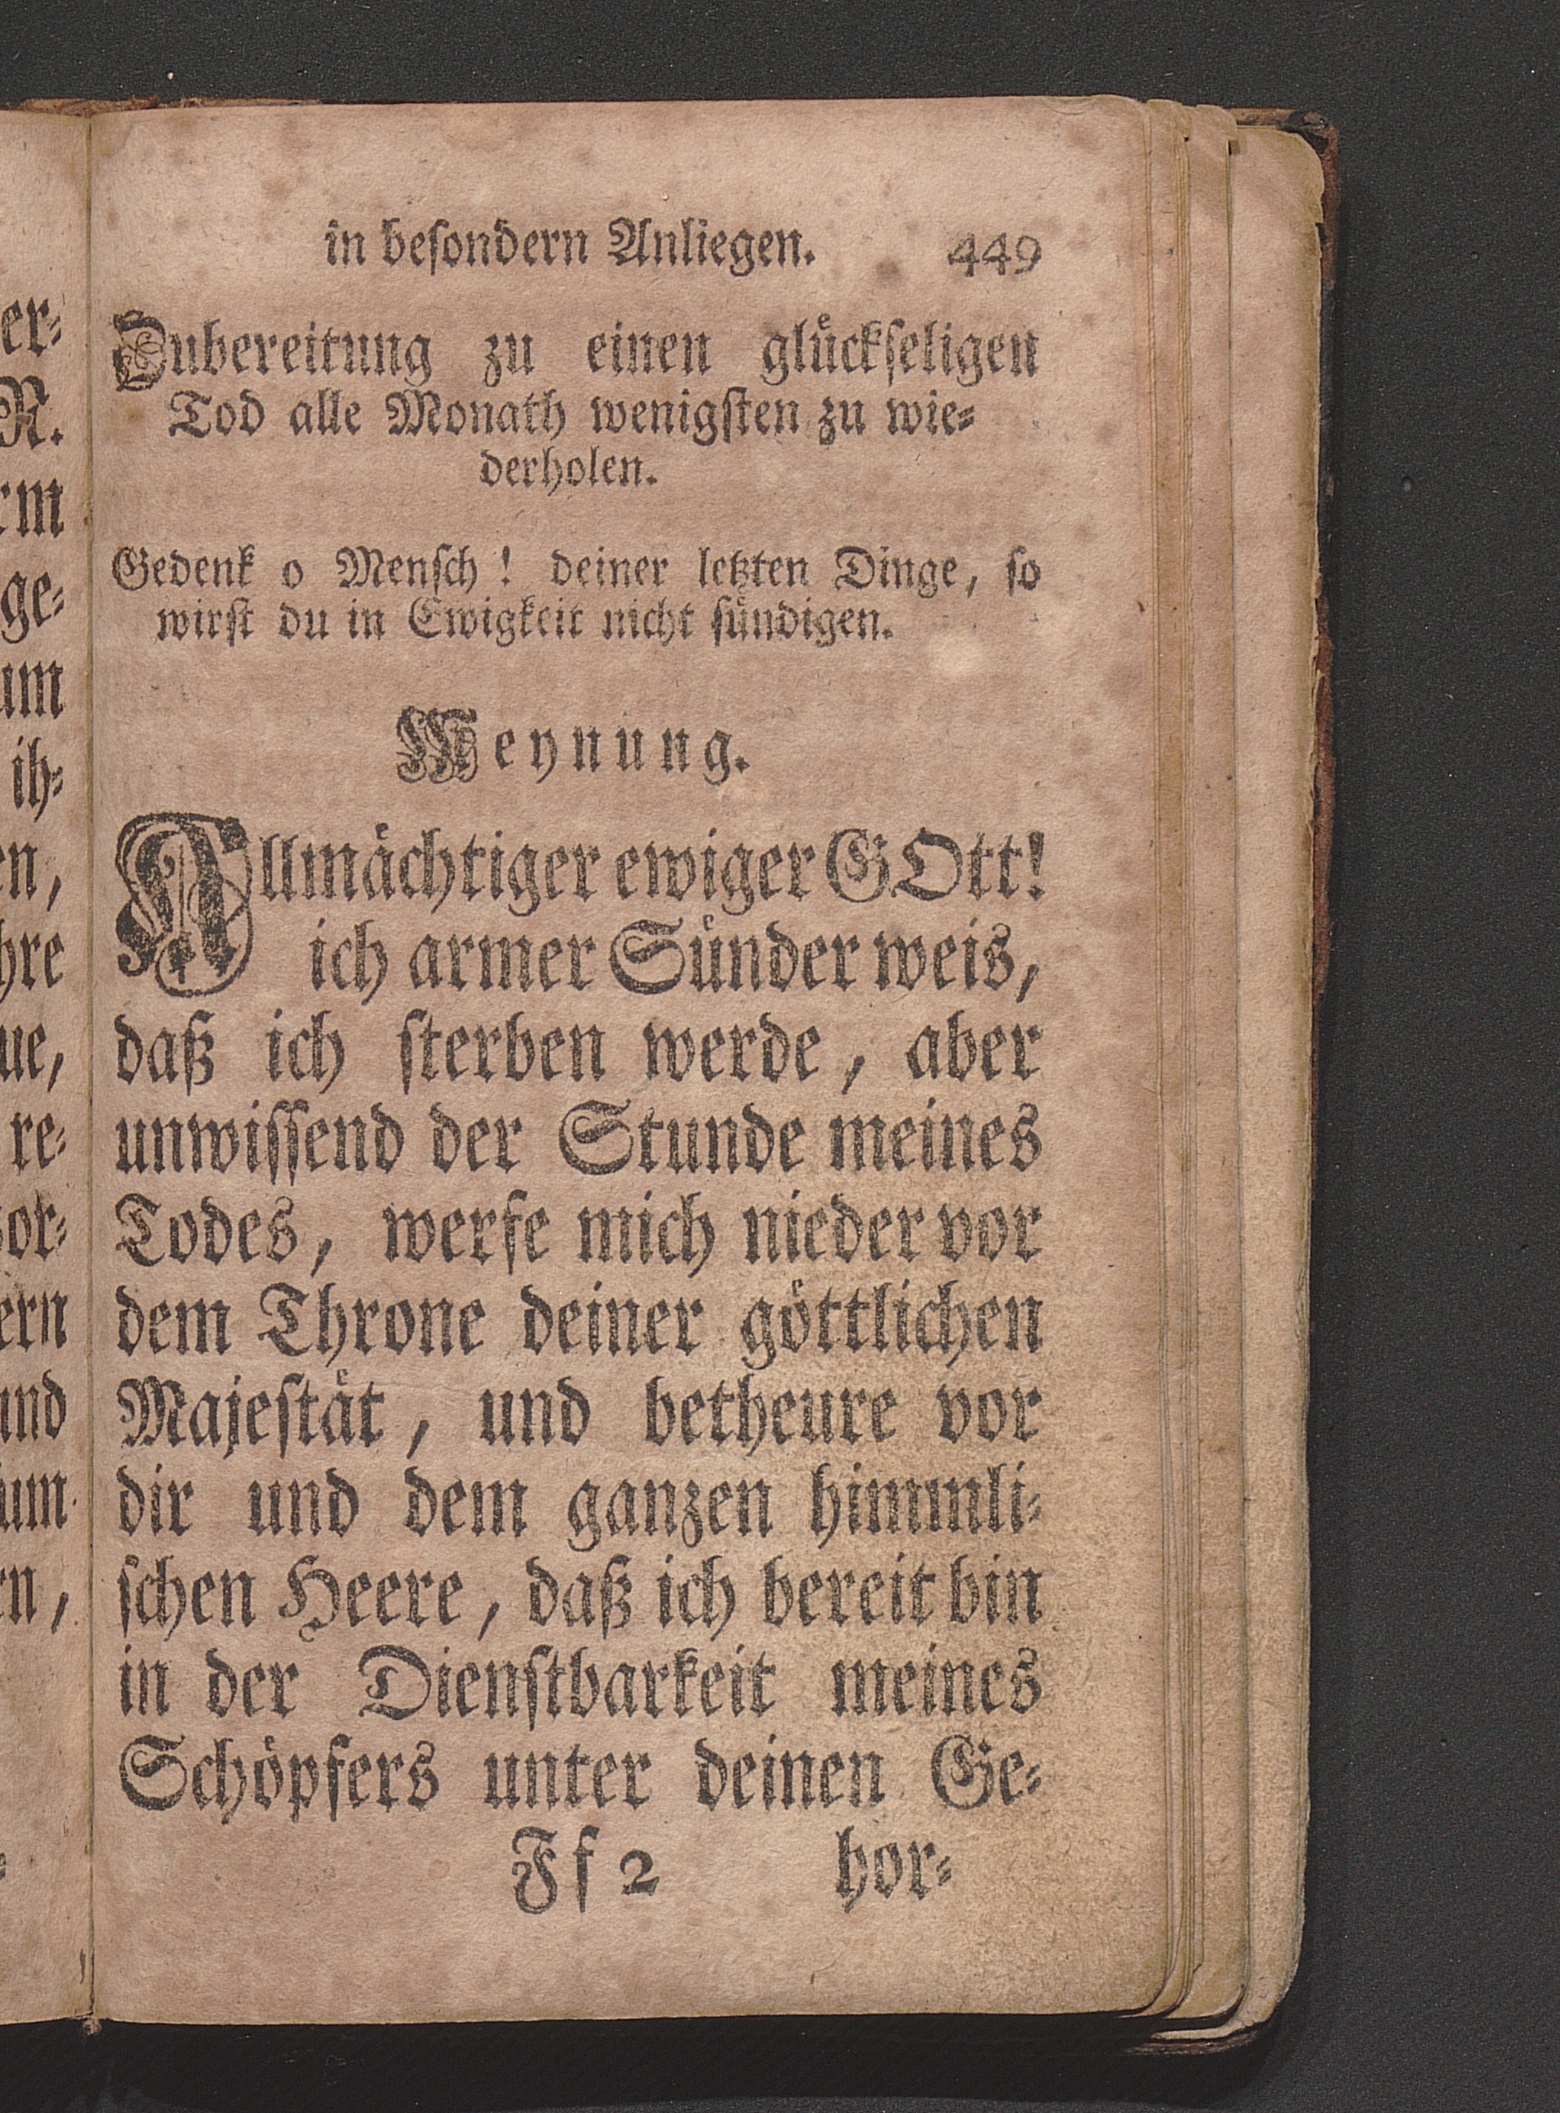 in beſondern Anliegen. 449
Zubereitung zu einen glückſeligen
Tod alle Monath wenigſten zu wie⸗
derholen.
Gedenk o Menſch! deiner letzten Dinge, ſo
wirſt du in Ewigkeit nicht ſündigen.
Meynung.
Allmächtiger ewiger GOtt!
ich armer Sünder weis,
daß ich ſterben werde, aber
unwiſſend der Stunde meines
Todes, werfe mich nieder vor
dem Throne deiner göttlichen
Majeſtät, und betheure vor
dir und dem ganzen himmli⸗
ſchen Heere, daß ich bereit bin
in der Dienſtbarkeit meines
Schöpfers unter deinen Ge⸗
Ff 2 hor⸗